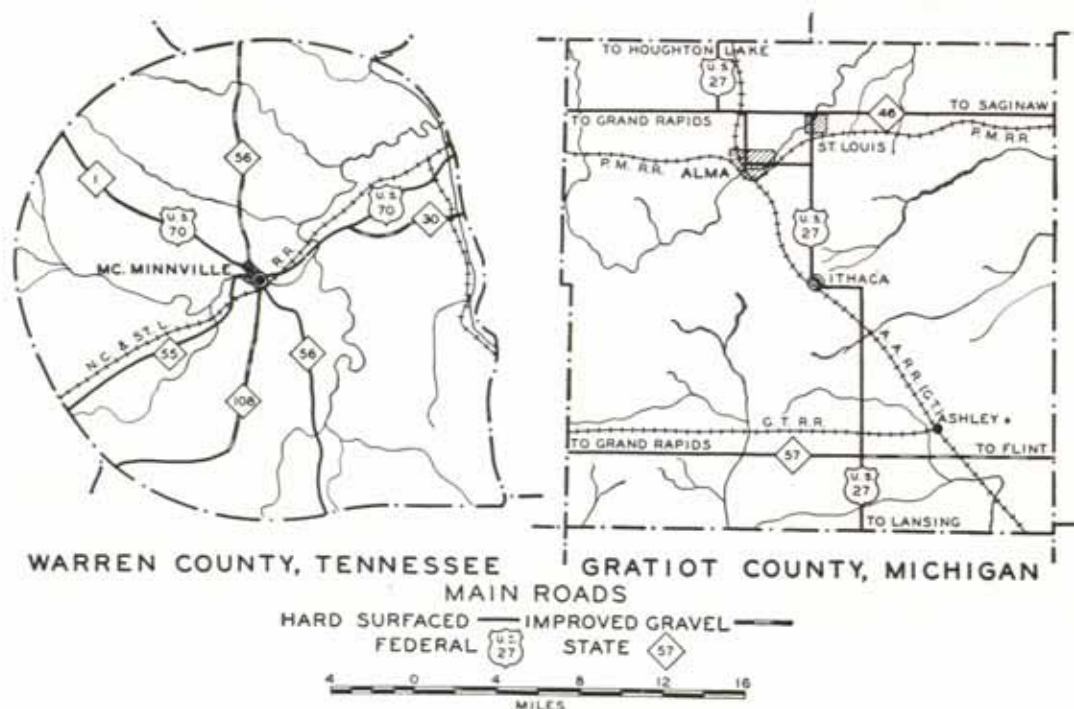 1
56
U.S. 70
MC. MINNVILLE
R.R.
U.S. 70
30
N.C. & ST. L.
55
56
108
TO HOUGHTON LAKE
U.S. 27
TO GRAND RAPIDS
46
TO SAGINAW
P.M. RR.
ST. LOUIS
P.M. RR.
ALMA
U.S. 27
ITHACA
A.A.R.R. (G.T.)
G.T. R.R.
ASHLEY +
TO GRAND RAPIDS
57
TO FLINT
U.S. 27
TO LANSING
WARREN COUNTY, TENNESSEE
GRATIOT COUNTY, MICHIGAN
MAIN ROADS
HARD SURFACED IMPROVED GRAVEL
FEDERAL U.S. 27 STATE 57
4 0 4 8 12 16
MILES